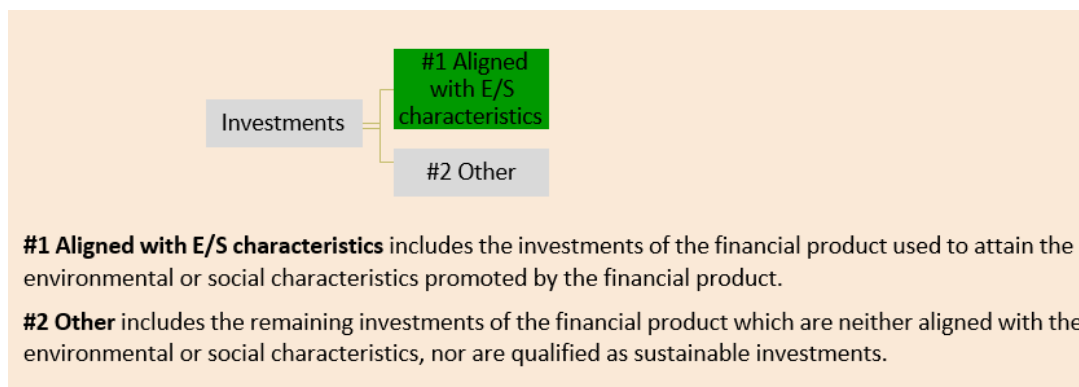 #1 Aligned
with E/S
characteristics
Investments
#2 Other
#1 Aligned with E/S characteristics includes the investments of the financial product used to attain the
environmental or social characteristics promoted by the financial product.
#2 Other includes the remaining investments of the financial product which are neither aligned with the
environmental or social characteristics, nor are qualified as sustainable investments.